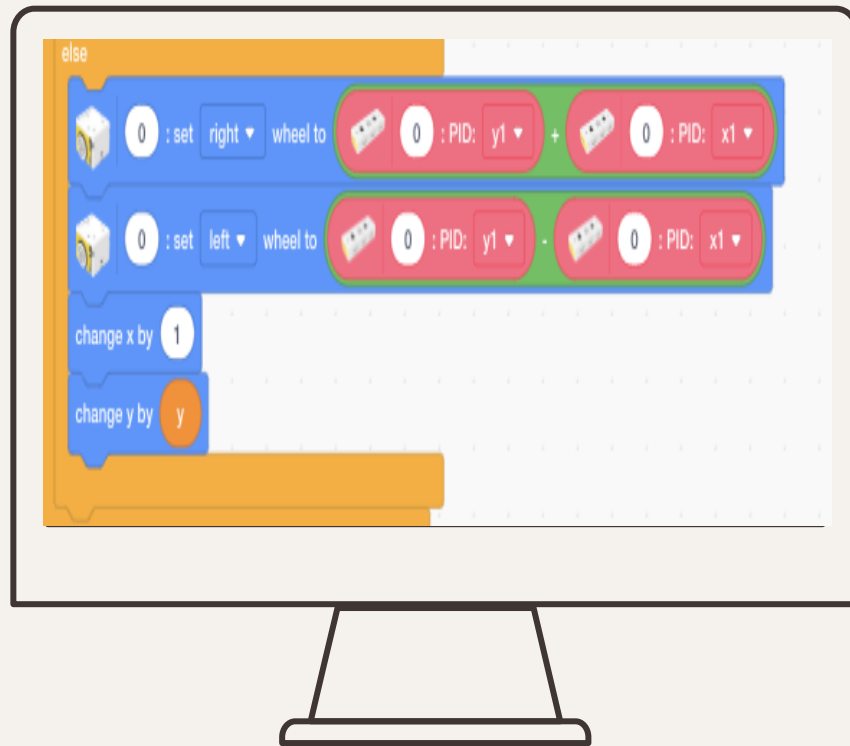 else
0 : set right ▾ wheel to 0 : PID: y1 ▾ + 0 : PID: x1 ▾
0 : set left ▾ wheel to 0 : PID: y1 ▾ - 0 : PID: x1 ▾
change x by 1
change y by y